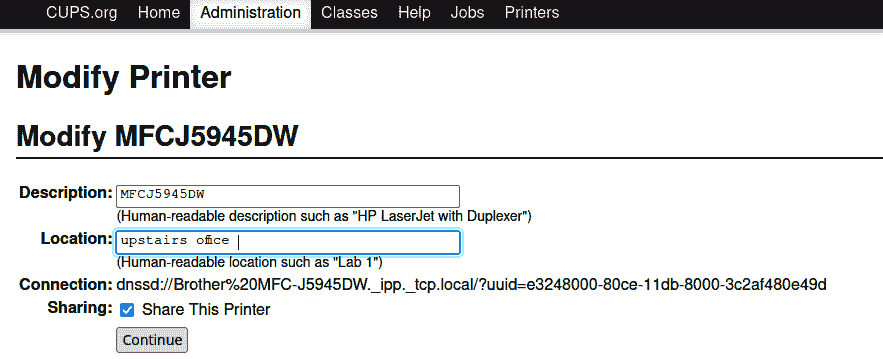 CUPS.org Home Administration Classes Help Jobs Printers
Modify Printer
Modify MFCJ5945DW
Description: MFCJ5945DW
(Human-readable description such as "HP LaserJet with Duplexer")
Location: upstairs office
(Human-readable location such as "Lab 1")
Connection: dnssd://Brother%20MFC-J5945DW._ipp._tcp.local/?uuid=e3248000-80ce-11db-8000-3c2af480e49d
Sharing: Share This Printer
Continue